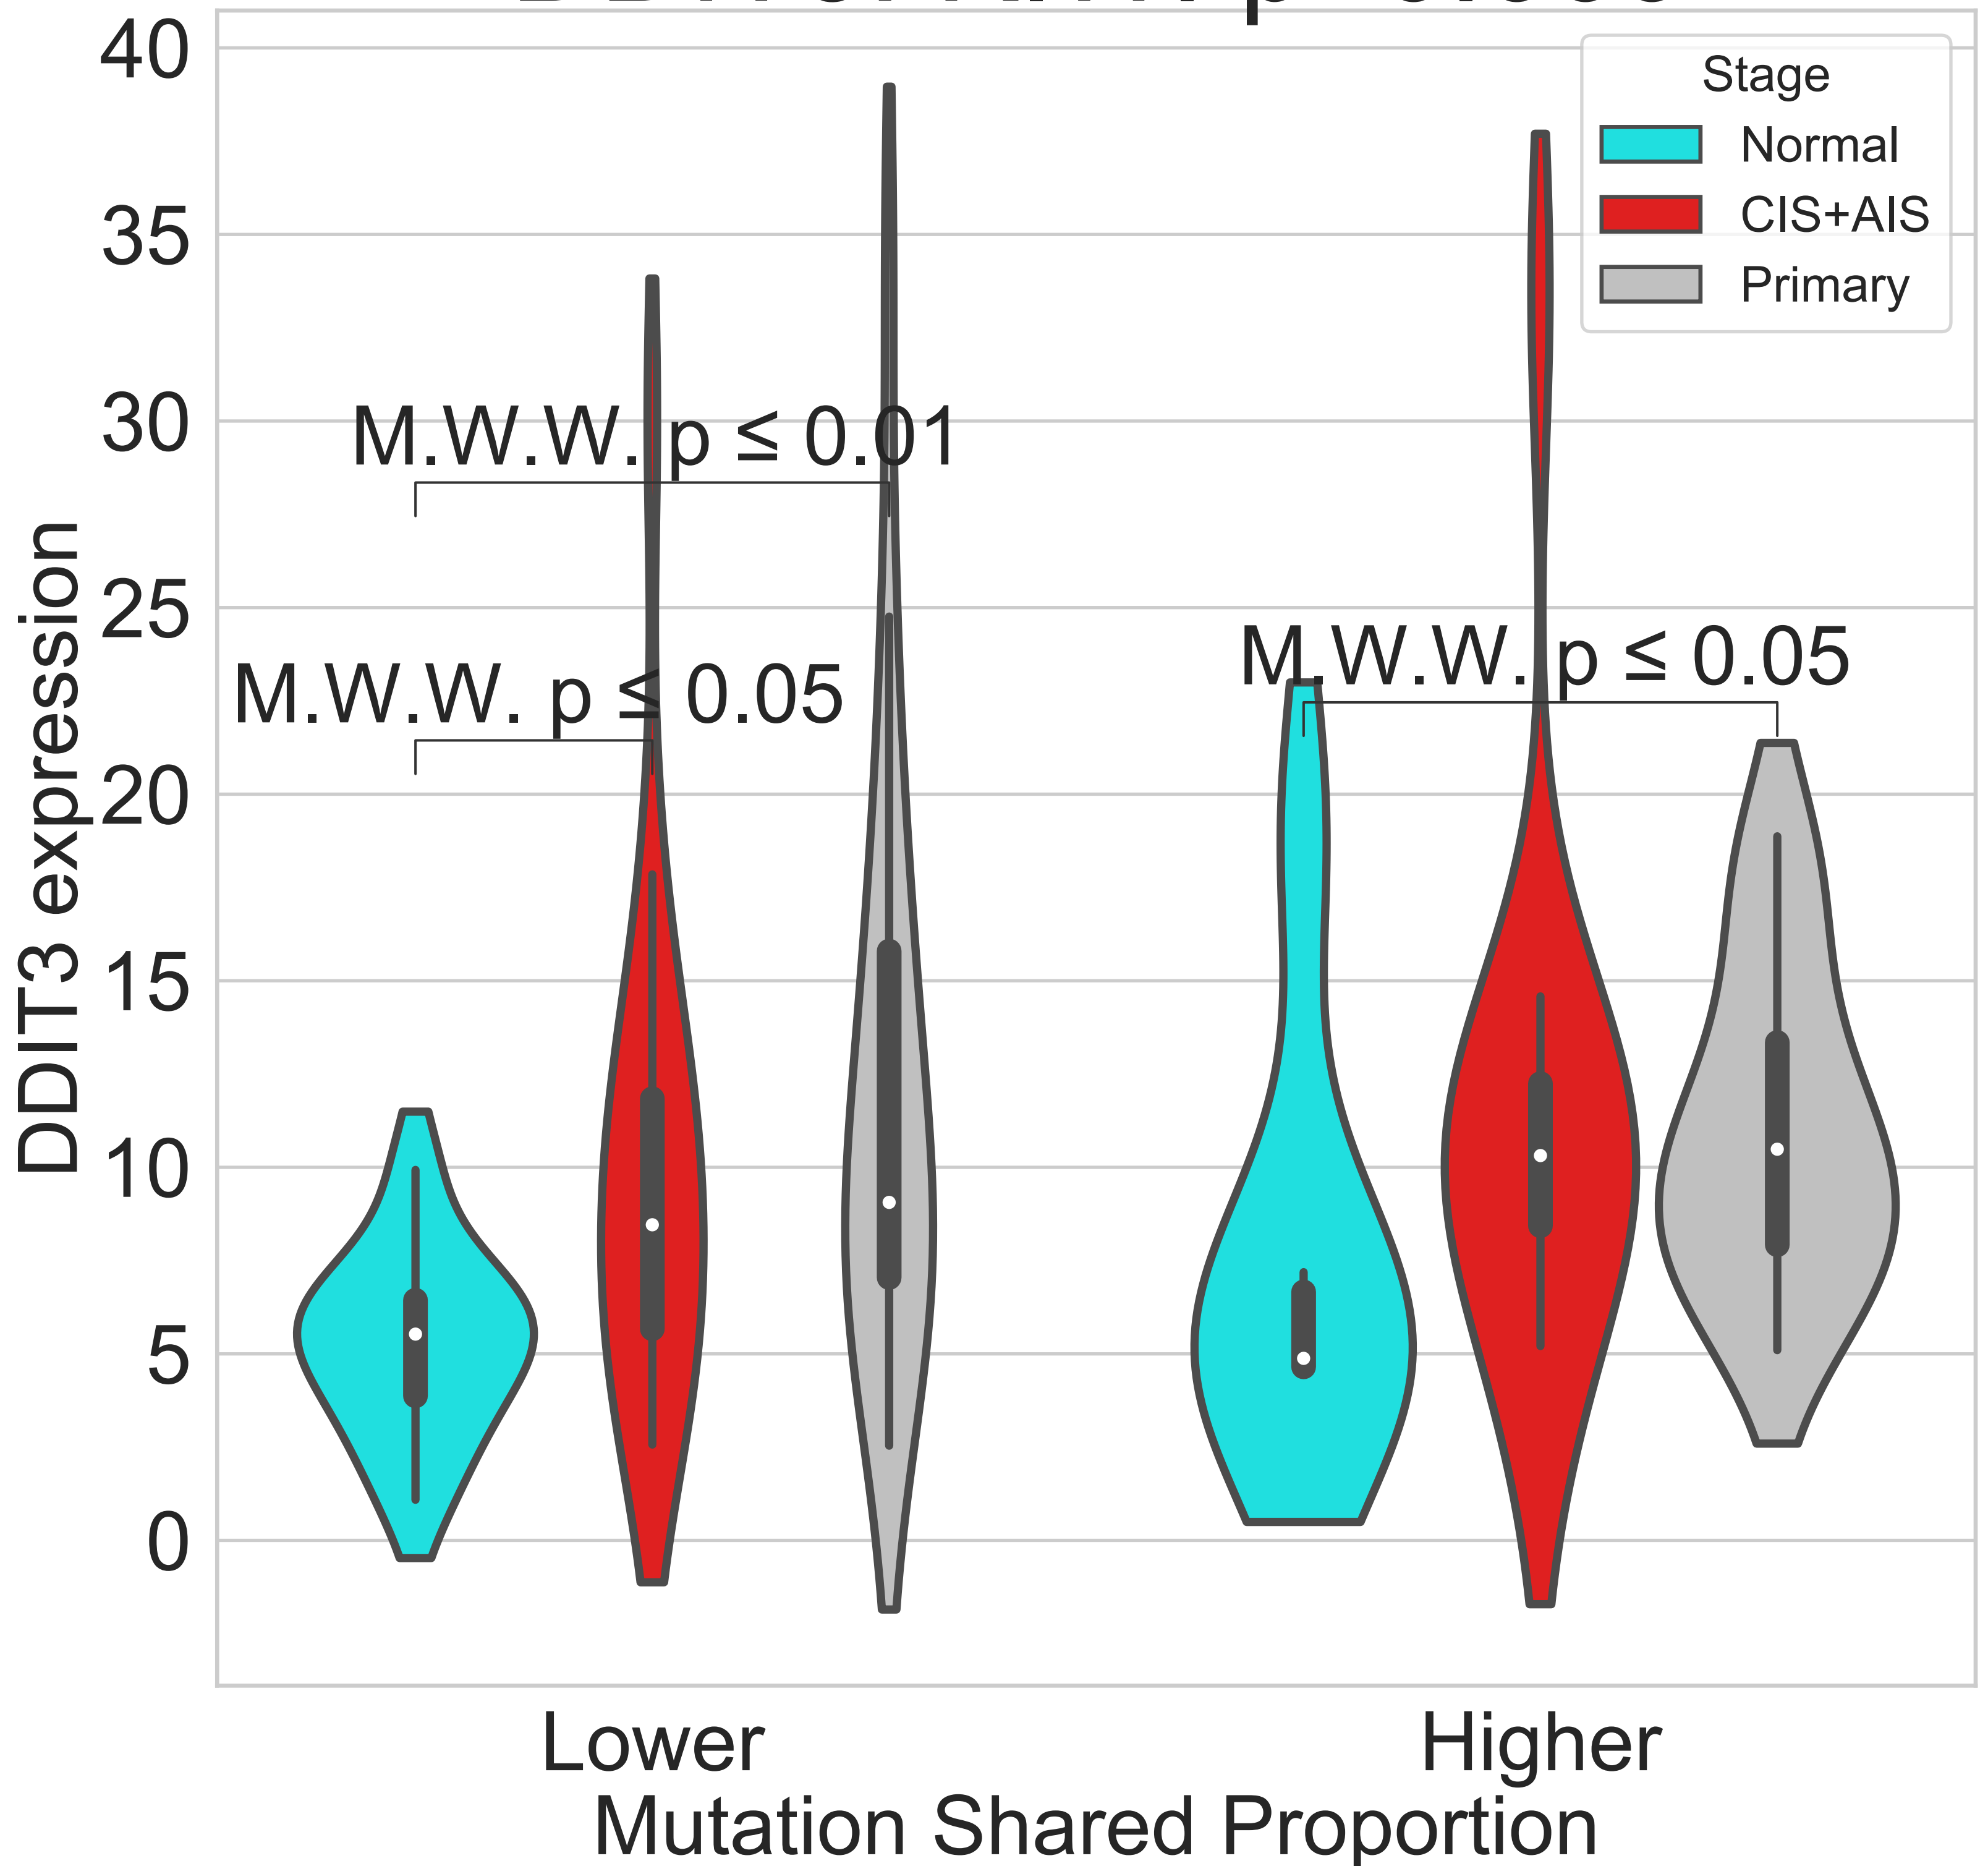 40
Stage
Normal
CIS+AIS
Primary
35
30
M.W.W. p ≤ 0.01
25
M.W.W. p ≤ 0.05
M.W.W. p ≤ 0.05
20
15
10
5
0
DDIT3 expression
Lower
Higher
Mutation Shared Proportion